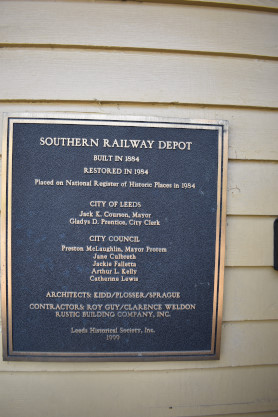 SOUTHERN RAILWAY DEPOT
BUILT IN 1884
RESTORED IN 1984
Placed on National Register of Historic Places in 1984
CITY OF LEEDS
Jack K. Courson, Mayor
Gladys D. Prentice, City Clerk
CITY COUNCIL
Preston McLaughlin, Mayor Protem
Jane Culbreth
Jackie Falletta
Arthur L. Kelly
Catherine Lewis
ARCHITECTS: KIDD/PLOSSER/SPRAGUE
CONTRACTORS: ROY GUY/CLARENCE WELDON
RUSTIC BUILDING COMPANY, INC.
Leeds Historical Society, Inc.
1999